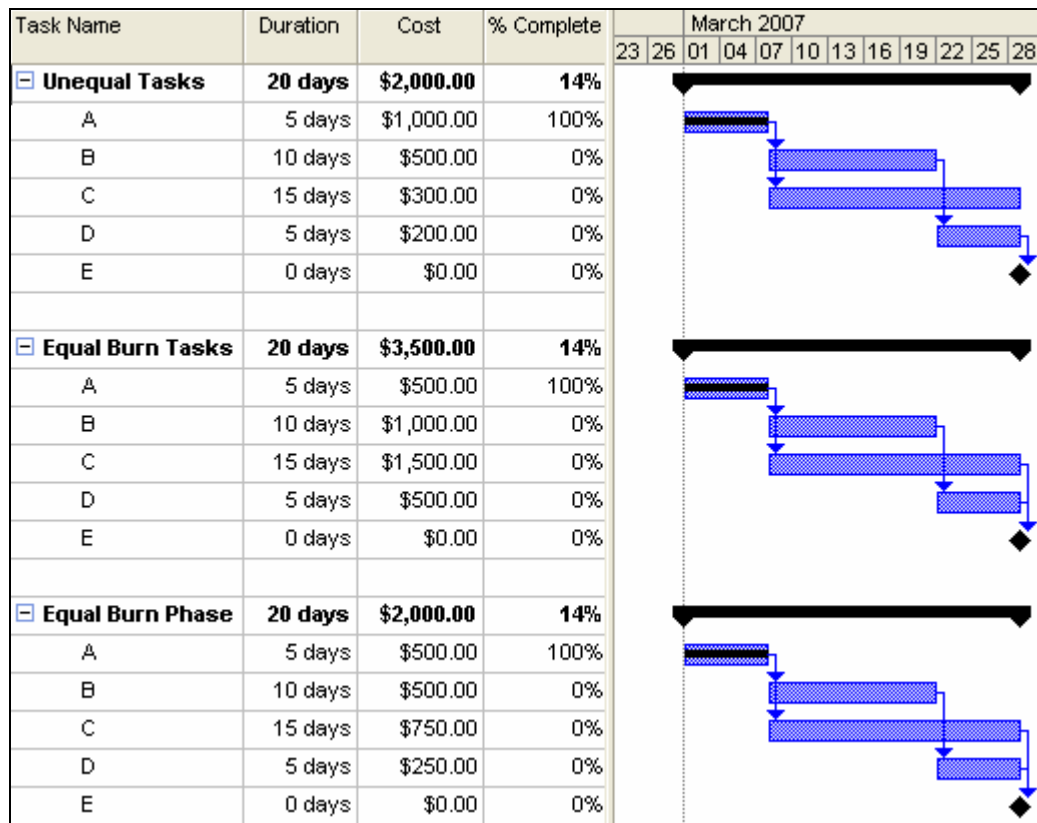 Task Name Duration Cost % Complete March 2007
23 26 01 04 07 10 13 16 19 22 25 28
Unequal Tasks 20 days $2,000.00 14%
A 5 days $1,000.00 100%
B 10 days $500.00 0%
C 15 days $300.00 0%
D 5 days $200.00 0%
E 0 days $0.00 0%
Equal Burn Tasks 20 days $3,500.00 14%
A 5 days $500.00 100%
B 10 days $1,000.00 0%
C 15 days $1,500.00 0%
D 5 days $500.00 0%
E 0 days $0.00 0%
Equal Burn Phase 20 days $2,000.00 14%
A 5 days $500.00 100%
B 10 days $500.00 0%
C 15 days $750.00 0%
D 5 days $250.00 0%
E 0 days $0.00 0%